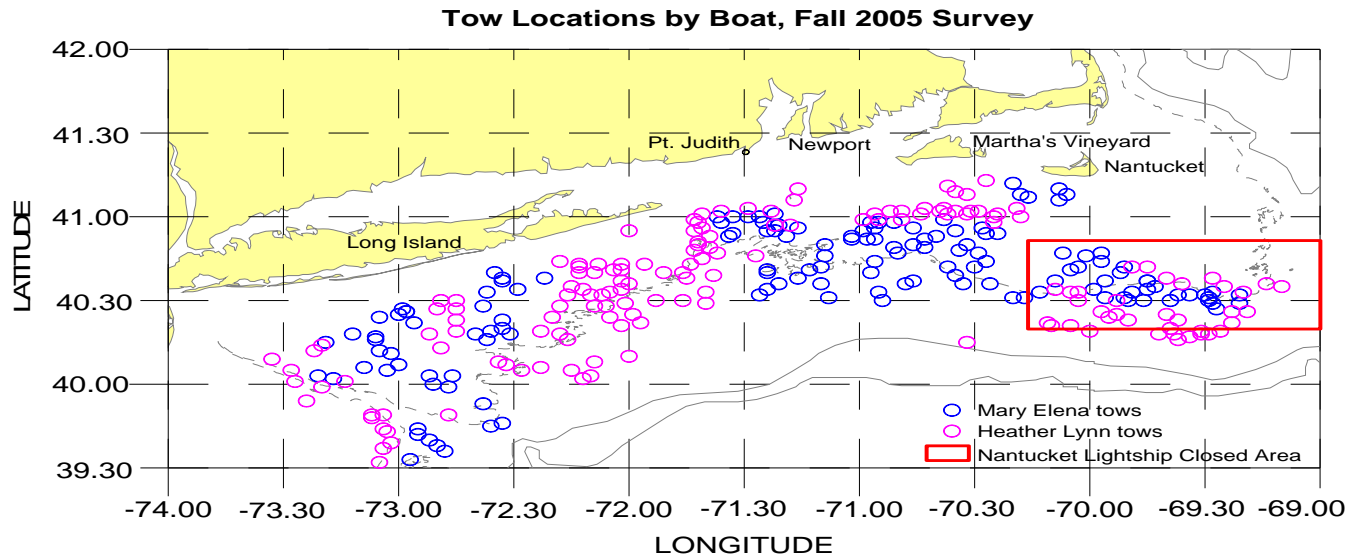 Tow Locations by Boat, Fall 2005 Survey
42.00
41.30
41.00
40.30
40.00
39.30
LATITUDE
Pt. Judith
Newport
Martha's Vineyard
Nantucket
Long Island
Mary Elena tows
Heather Lynn tows
Nantucket Lightship Closed Area
-74.00 -73.30 -73.00 -72.30 -72.00 -71.30 -71.00 -70.30 -70.00 -69.30 -69.00
LONGITUDE